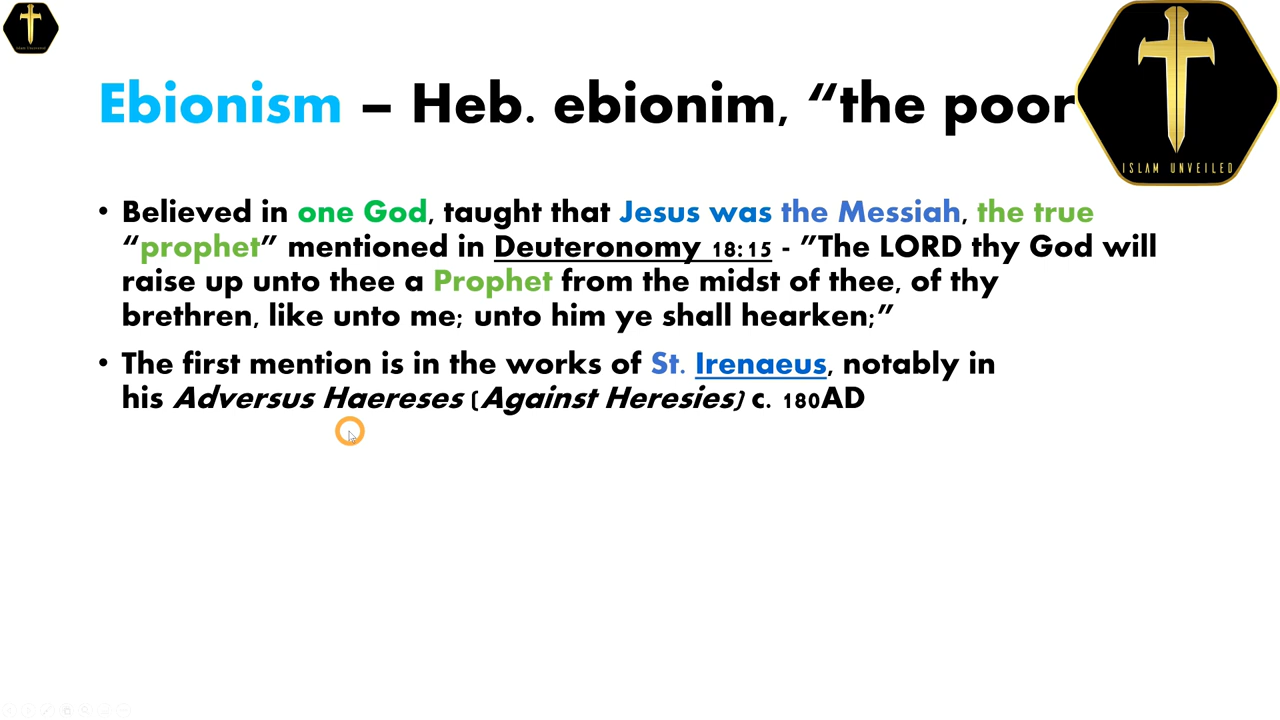 Ebionism – Heb. ebionim, “the poor
ISLAM UNVEILED
• Believed in one God, taught that Jesus was the Messiah, the true
“prophet” mentioned in Deuteronomy 18:15 - ”The LORD thy God will
raise up unto thee a Prophet from the midst of thee, of thy
brethren, like unto me; unto him ye shall hearken;”
• The first mention is in the works of St. Irenaeus, notably in
his Adversus Haereses (Against Heresies) c. 180AD